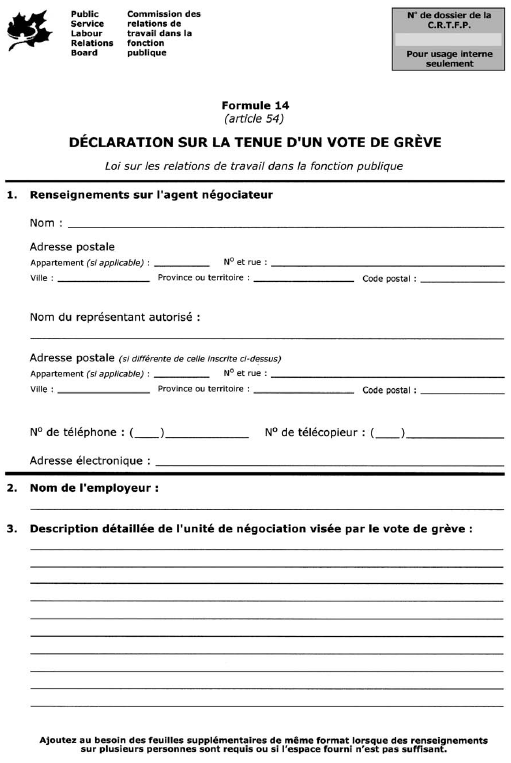 Public
Service
Labour
Relations
Board
Commission des
relations de
travail dans la
fonction
publique
N° de dossier de la
C.R.T.F.P.
Pour usage interne
seulement
Formule 14
(article 54)
DÉCLARATION SUR LA TENUE D'UN VOTE DE GRÈVE
Loi sur les relations de travail dans la fonction publique
1. Renseignements sur l'agent négociateur
Nom :
Adresse postale
Appartement (si applicable) : N° et rue :
Ville : Province ou territoire : Code postal :
Nom du représentant autorisé :
Adresse postale (si différente de celle inscrite ci-dessus)
Appartement (si applicable) : N° et rue :
Ville : Province ou territoire : Code postal :
N° de téléphone : (____) N° de télécopieur : (____)
Adresse électronique :
2. Nom de l'employeur :
3. Description détaillée de l'unité de négociation visée par le vote de grève :
Ajoutez au besoin des feuilles supplémentaires de même format lorsque des renseignements
sur plusieurs personnes sont requis ou si l'espace fourni n'est pas suffisant.